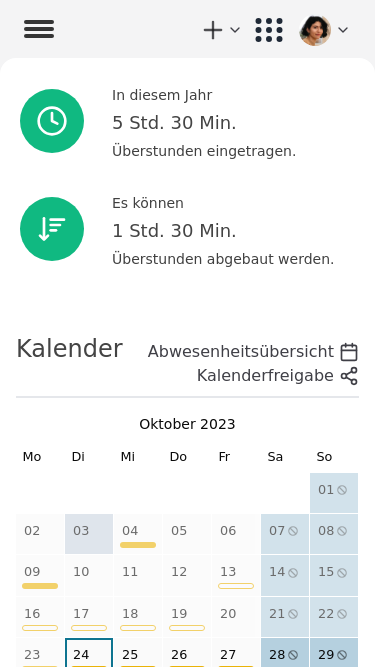 In diesem Jahr
5 Std. 30 Min.
Überstunden eingetragen.
Es können
1 Std. 30 Min.
Überstunden abgebaut werden.
Kalender
Abwesenheitsübersicht
Kalenderfreigabe
Oktober 2023
Mo Di Mi Do Fr Sa So
01
02 03 04 05 06 07 08
09 10 11 12 13 14 15
16 17 18 19 20 21 22
23 24 25 26 27 28 29